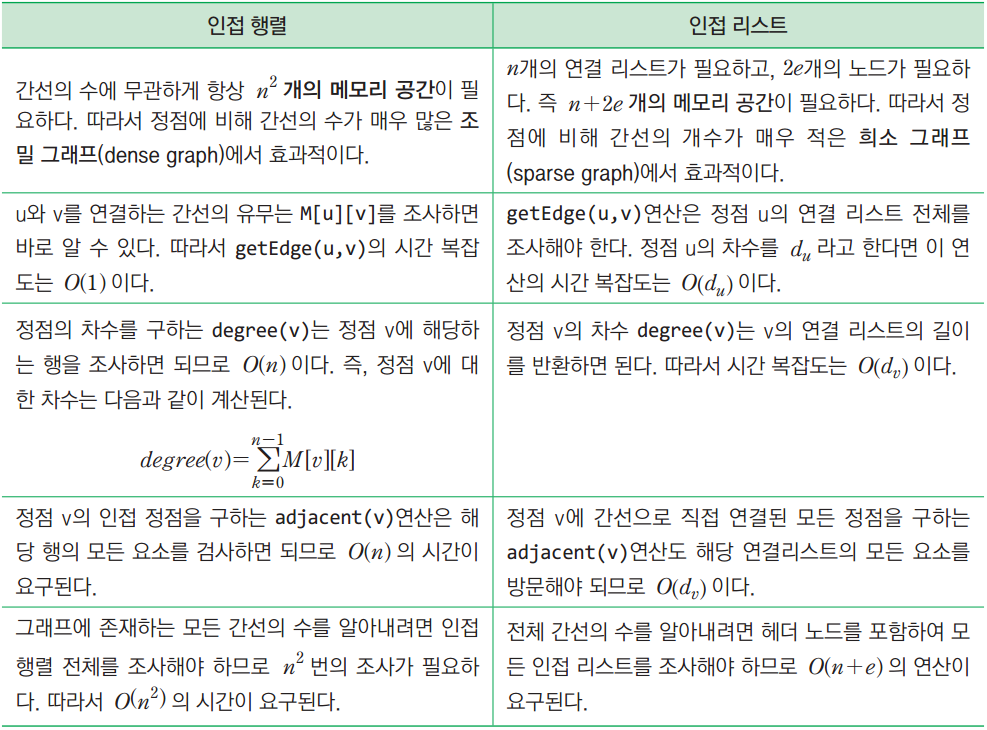 인접 행렬
인접 리스트
간선의 수에 무관하게 항상 n² 개의 메모리 공간이 필
요하다. 따라서 정점에 비해 간선의 수가 매우 많은 조
밀 그래프(dense graph)에서 효과적이다.
n개의 연결 리스트가 필요하고, 2e개의 노드가 필요하
다. 즉 n+2e 개의 메모리 공간이 필요하다. 따라서 정
점에 비해 간선의 개수가 매우 적은 희소 그래프
(sparse graph)에서 효과적이다.
u와 v를 연결하는 간선의 유무는 M[u][v]를 조사하면
바로 알 수 있다. 따라서 getEdge(u,v)의 시간 복잡
도는 O(1) 이다.
getEdge(u,v)연산은 정점 u의 연결 리스트 전체를
조사해야 한다. 정점 u의 차수를 dᵤ 라고 한다면 이 연
산의 시간 복잡도는 O(dᵤ) 이다.
정점의 차수를 구하는 degree(v)는 정점 v에 해당하
는 행을 조사하면 되므로 O(n) 이다. 즉, 정점 v에 대
한 차수는 다음과 같이 계산된다.
n-1
degree(v)=∑M[v][k]
k=0
정점 v의 차수 degree(v)는 v의 연결 리스트의 길이
를 반환하면 된다. 따라서 시간 복잡도는 O(dᵥ) 이다.
정점 v의 인접 정점을 구하는 adjacent(v)연산은 해
당 행의 모든 요소를 검사하면 되므로 O(n) 의 시간이
요구된다.
정점 v에 간선으로 직접 연결된 모든 정점을 구하는
adjacent(v)연산도 해당 연결리스트의 모든 요소를
방문해야 되므로 O(dᵥ) 이다.
그래프에 존재하는 모든 간선의 수를 알아내려면 인접
행렬 전체를 조사해야 하므로 n² 번의 조사가 필요하
다. 따라서 O(n²) 의 시간이 요구된다.
전체 간선의 수를 알아내려면 헤더 노드를 포함하여 모
든 인접 리스트를 조사해야 하므로 O(n+e) 의 연산이
요구된다.